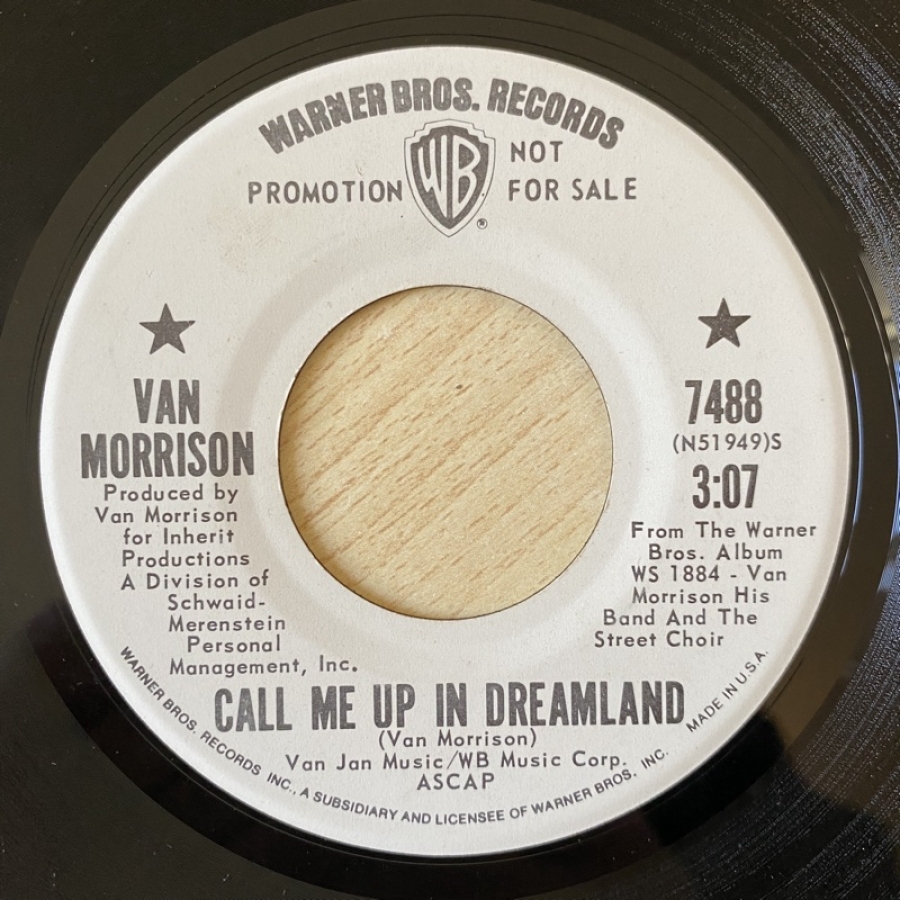 WARNER BROS. RECORDS
WB
®
PROMOTION NOT FOR SALE
VAN
MORRISON
Produced by
Van Morrison
for Inherit
Productions
A Division of
Schwaid-
Merenstein
Personal
Management, Inc.
7488
(N51949)S
3:07
From The Warner
Bros. Album
WS 1884 - Van
Morrison His
Band And The
Street Choir
CALL ME UP IN DREAMLAND
(Van Morrison)
Van Jan Music/WB Music Corp.
ASCAP
WARNER BROS. RECORDS INC., A SUBSIDIARY AND LICENSEE OF WARNER BROS. INC. MADE IN U.S.A.